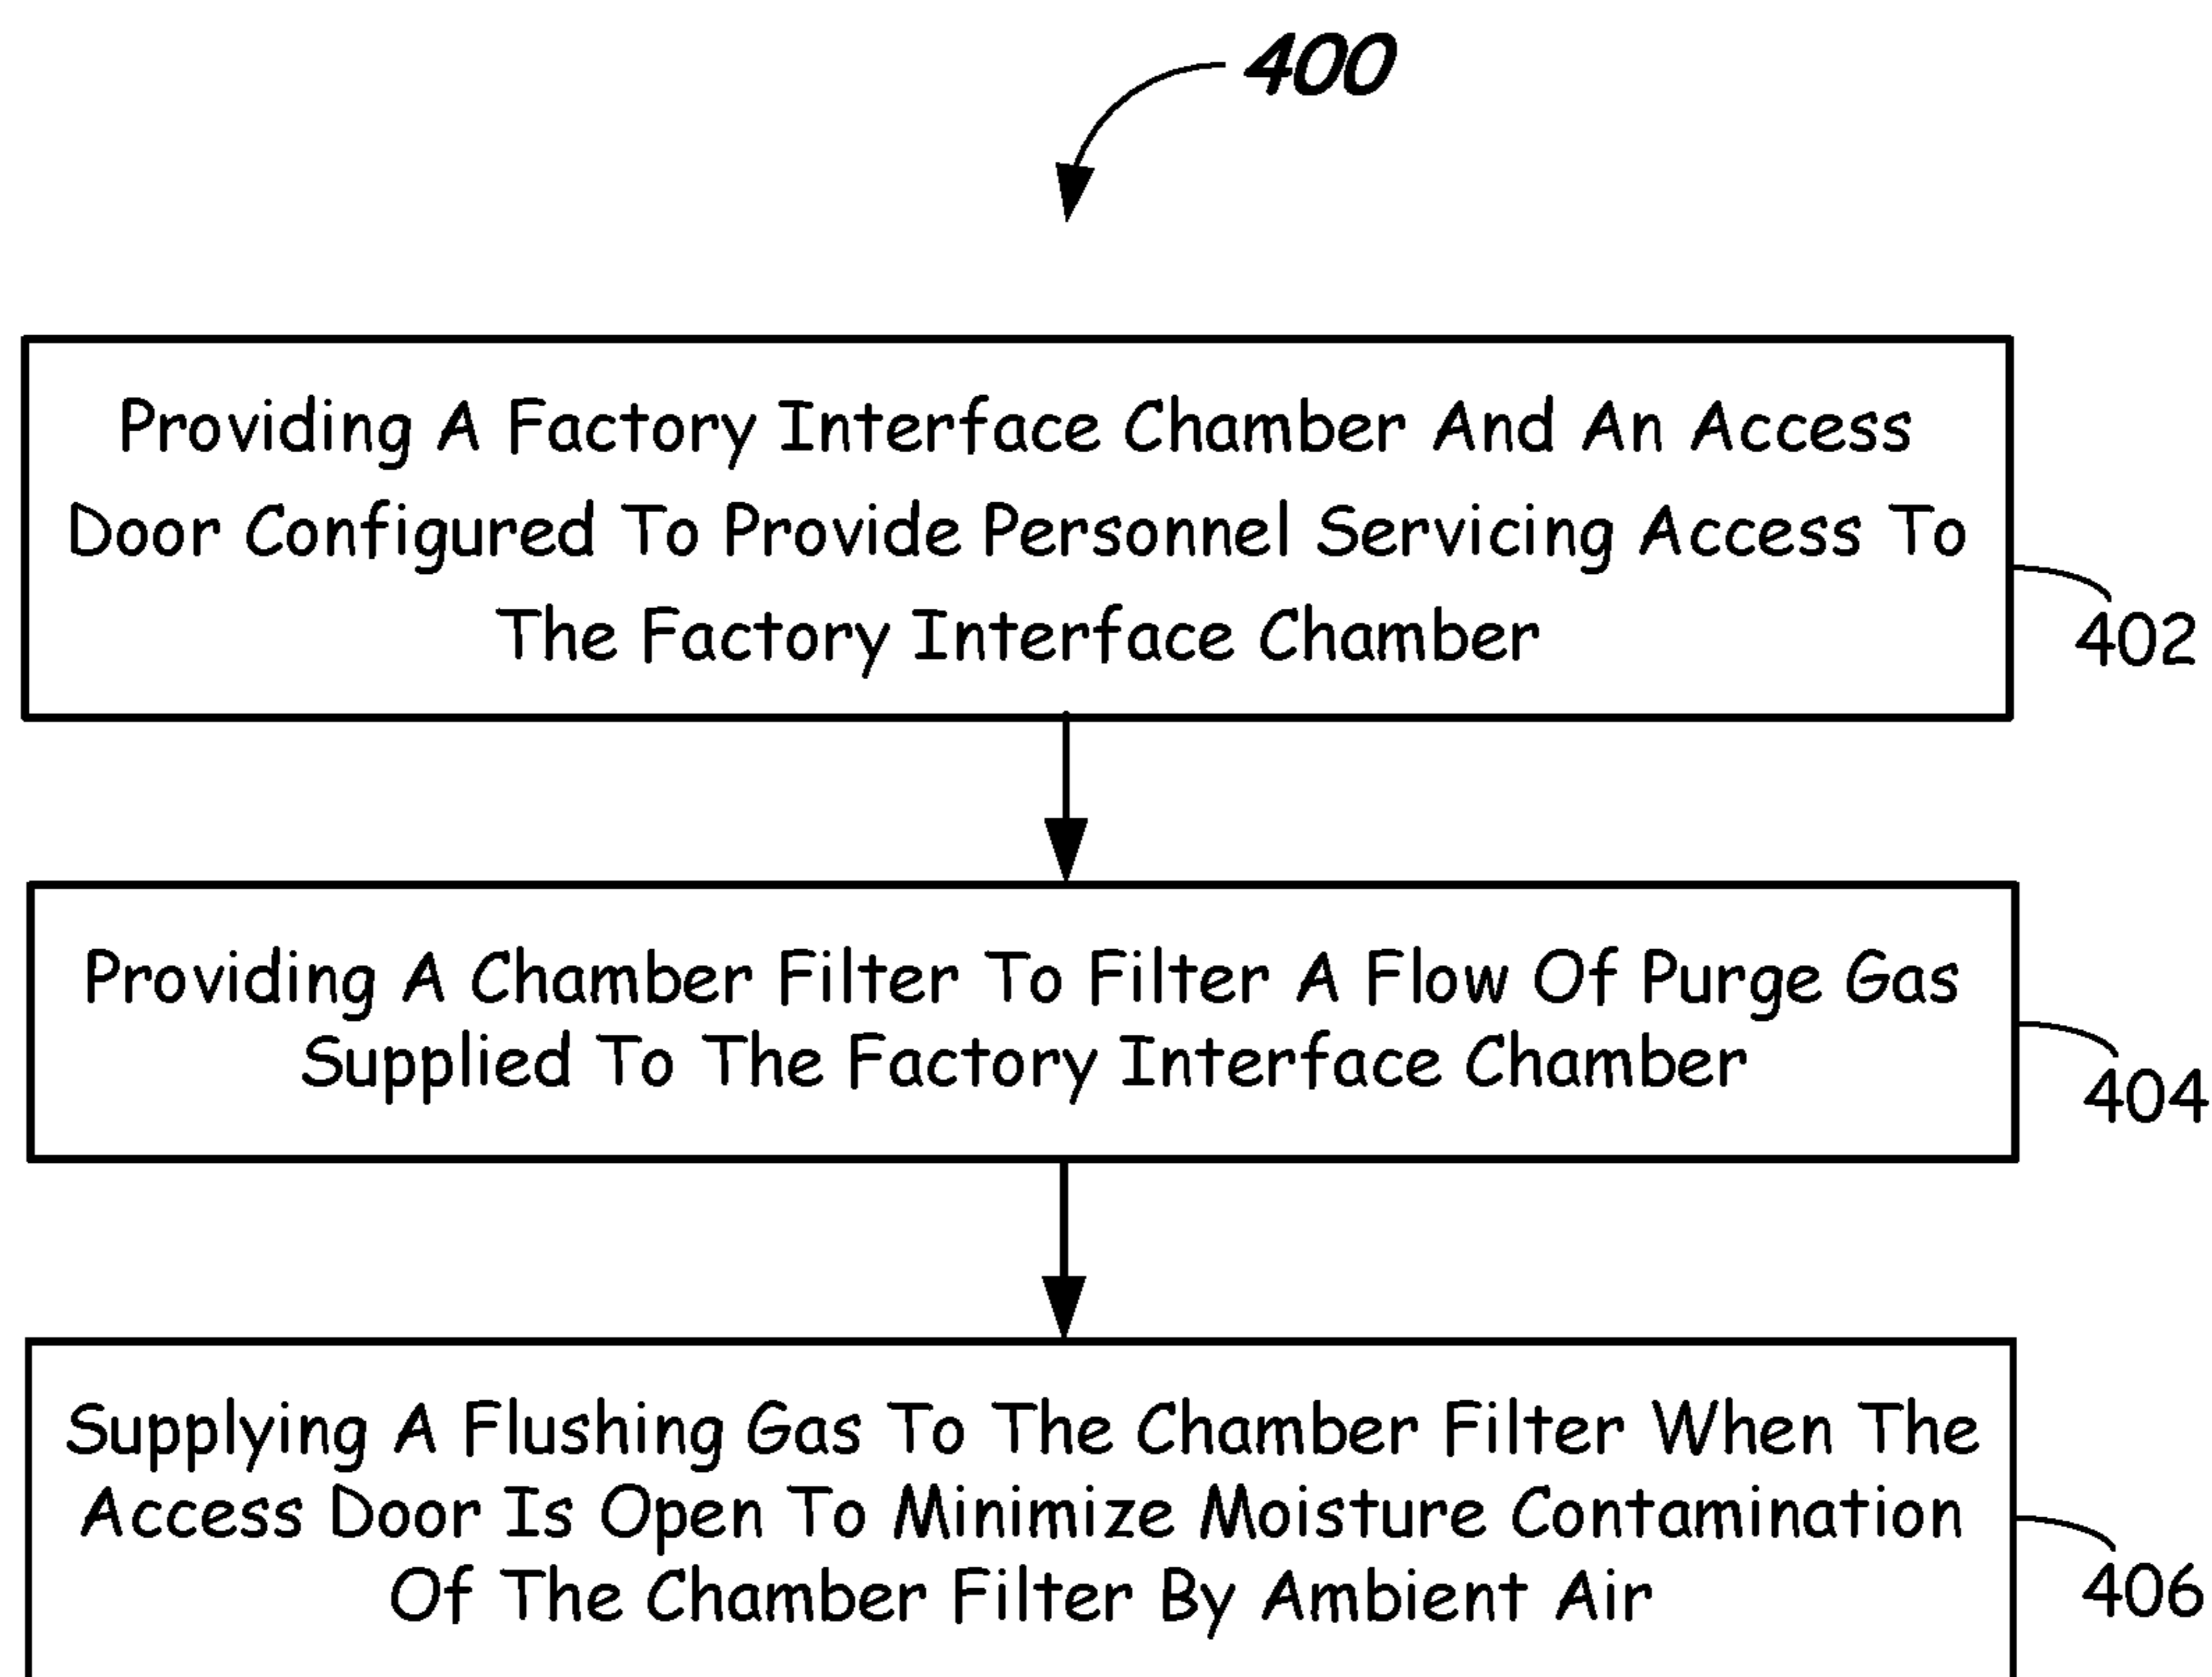 400
Providing A Factory Interface Chamber And An Access
Door Configured To Provide Personnel Servicing Access To
The Factory Interface Chamber
402
Providing A Chamber Filter To Filter A Flow Of Purge Gas
Supplied To The Factory Interface Chamber
404
Supplying A Flushing Gas To The Chamber Filter When The
Access Door Is Open To Minimize Moisture Contamination
Of The Chamber Filter By Ambient Air
406